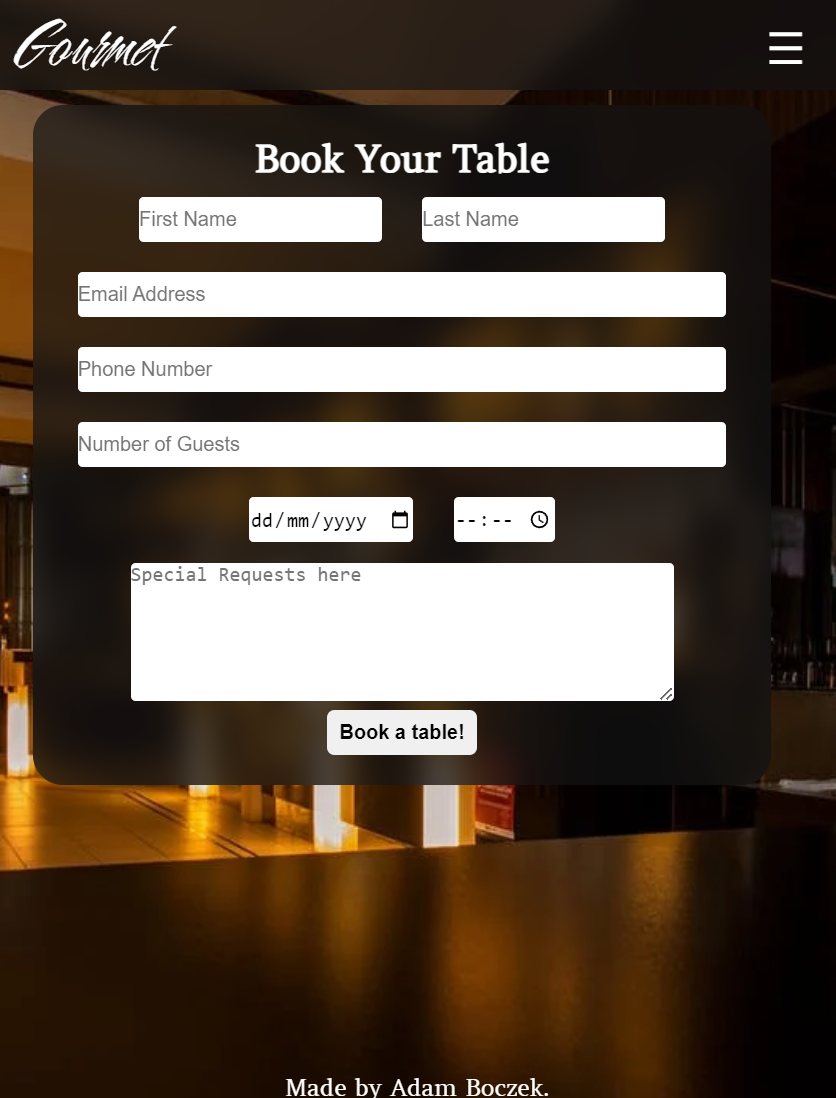 Gourmet
Book Your Table
First Name Last Name
Email Address
Phone Number
Number of Guests
dd/mm/yyyy --:--
Special Requests here
Book a table!
Made by Adam Boczek.